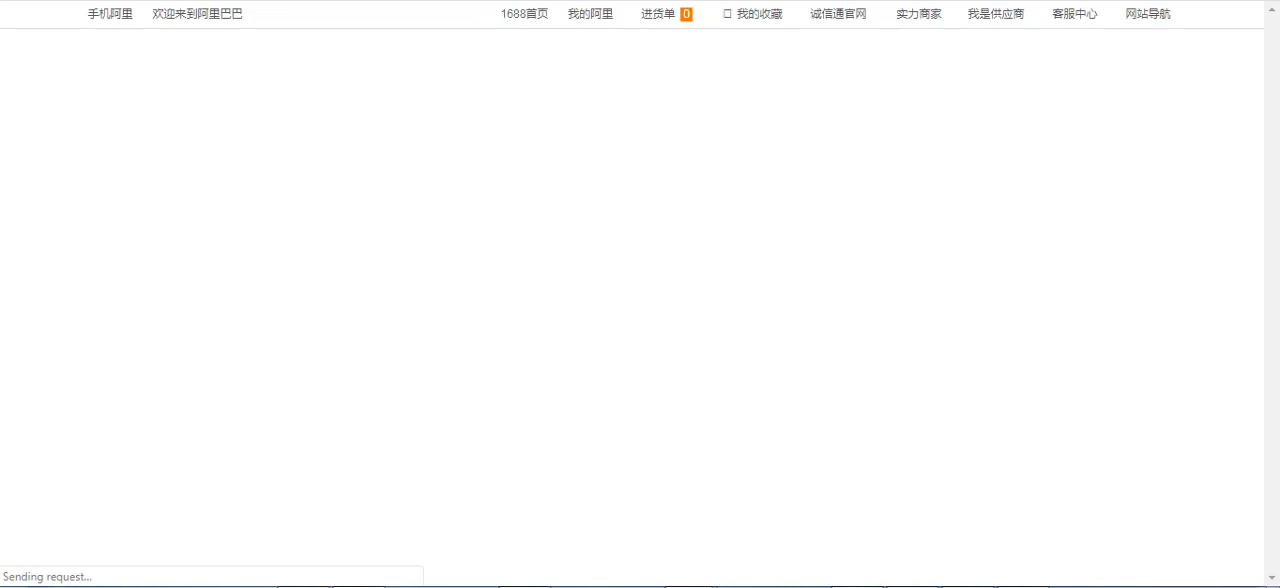 手机阿里 欢迎来到阿里巴巴 1688首页 我的阿里 进货单 0 我的收藏 诚信通官网 实力商家 我是供应商 客服中心 网站导航
Sending request...